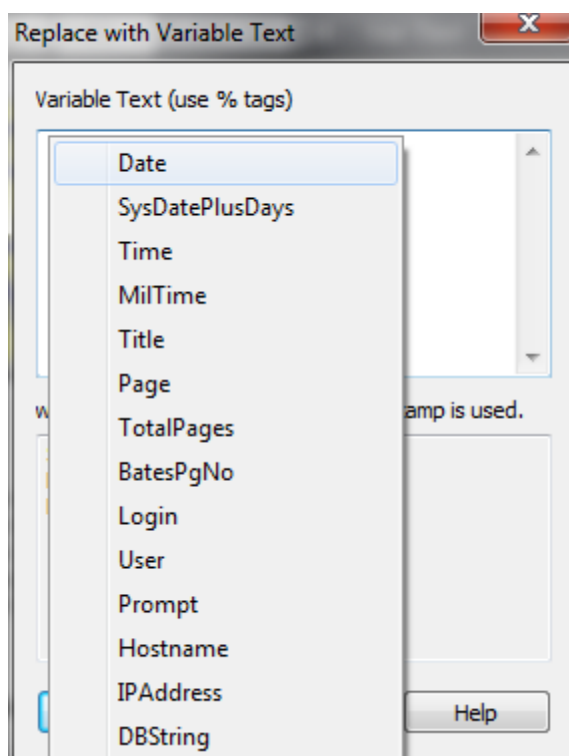 Replace with Variable Text
Variable Text (use % tags)
Date
SysDatePlusDays
Time
MilTime
Title
Page
w amp is used.
TotalPages
BatesPgNo
Login
User
Prompt
Hostname
IPAddress
Help
DBString